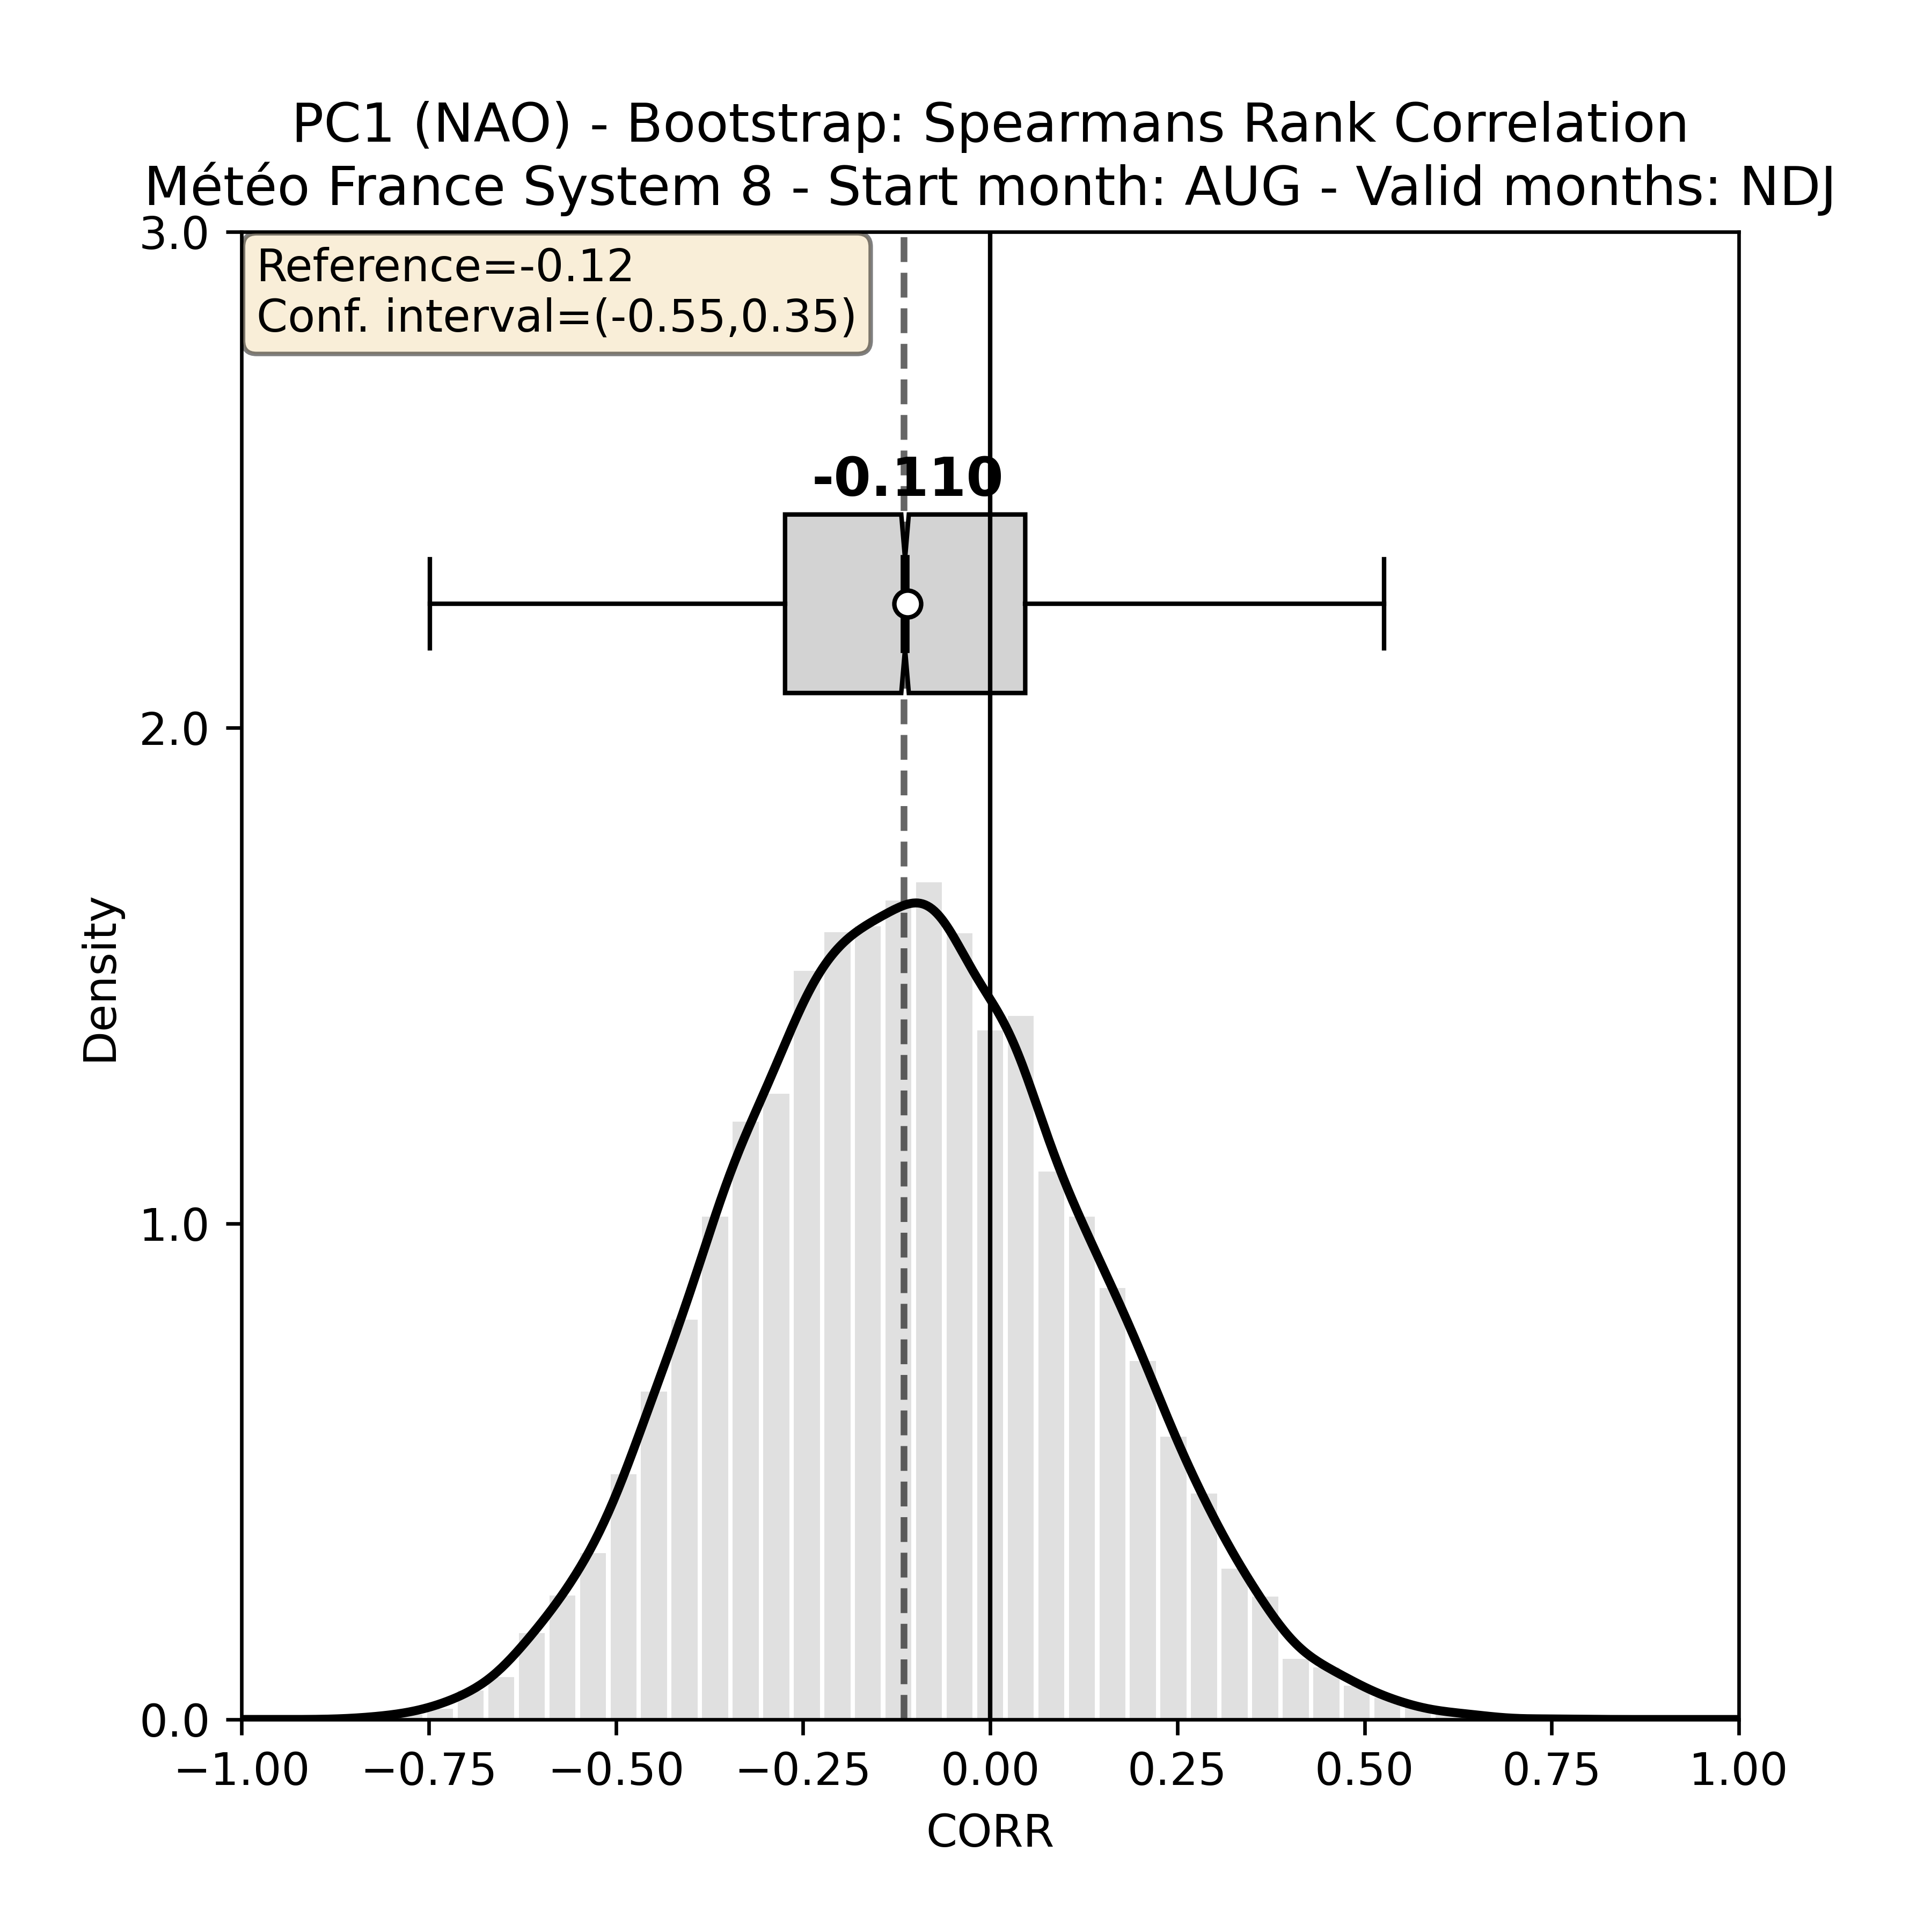 PC1 (NAO) - Bootstrap: Spearmans Rank Correlation
Météo France System 8 - Start month: AUG - Valid months: NDJ
3.0
Reference=-0.12
Conf. interval=(-0.55,0.35)
-0.110
2.0
Density
1.0
0.0
−1.00 −0.75 −0.50 −0.25 0.00 0.25 0.50 0.75 1.00
CORR